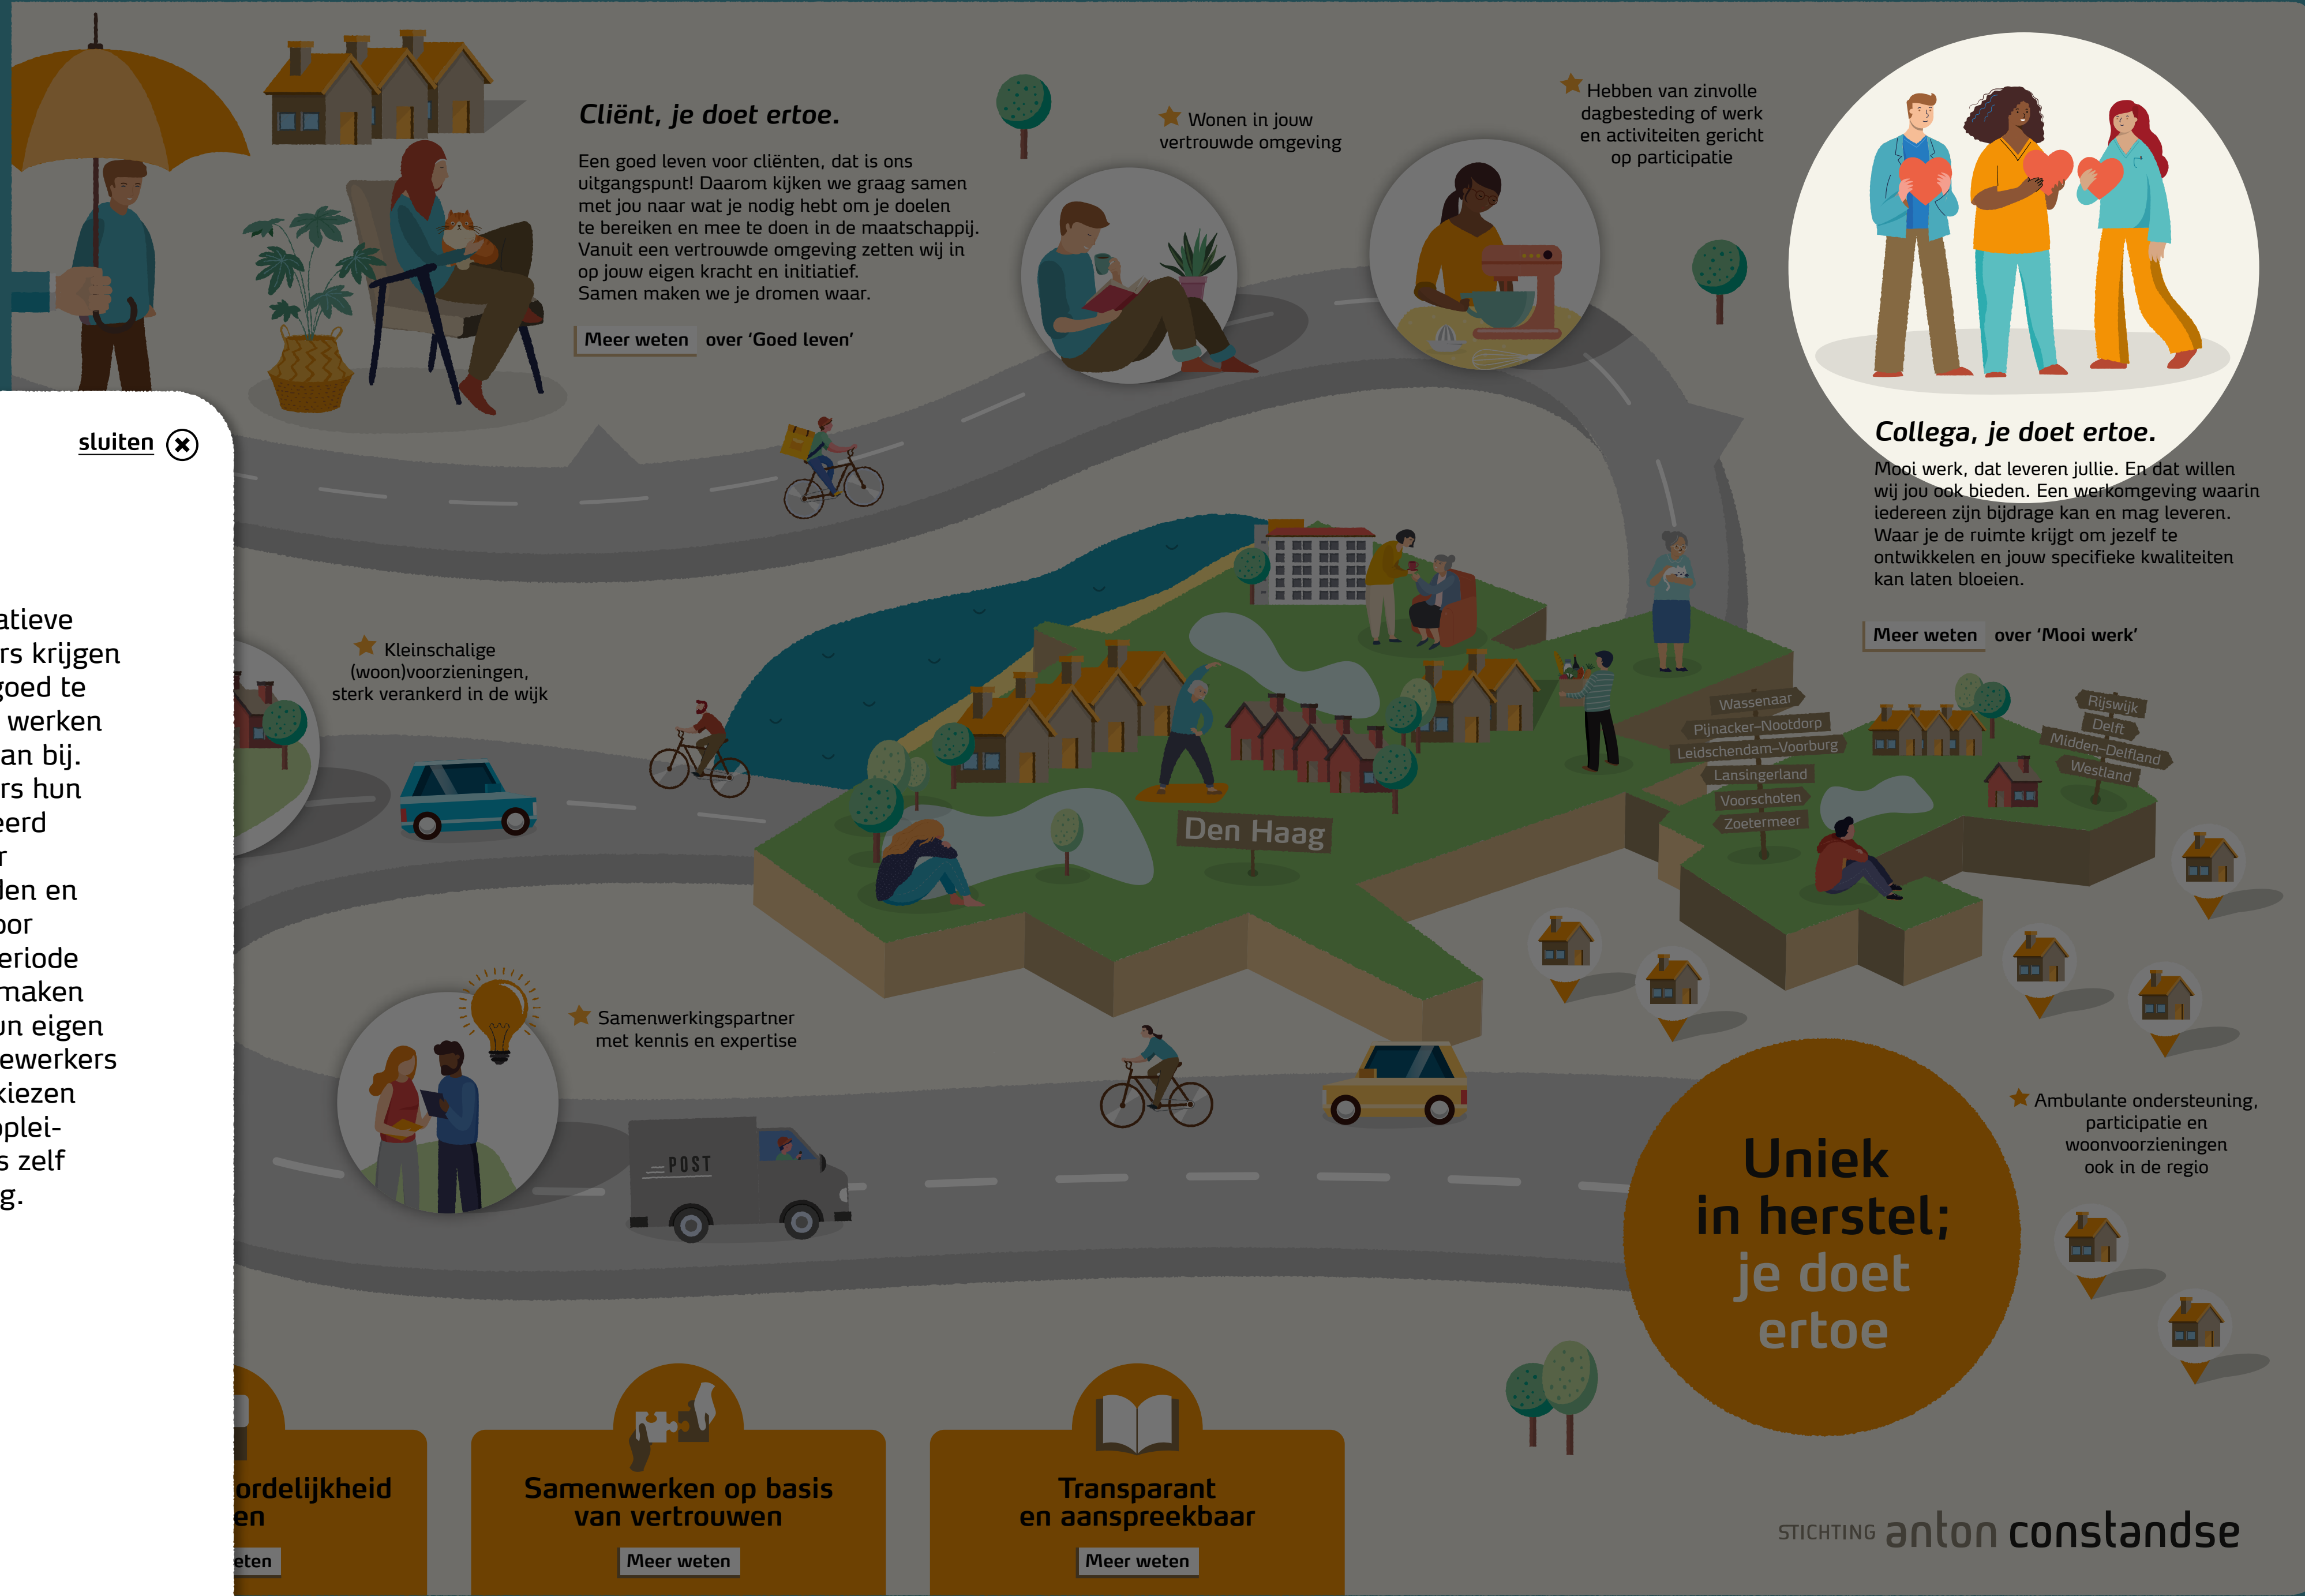 Cliënt, je doet ertoe.
Een goed leven voor cliënten, dat is ons
uitgangspunt! Daarom kijken we graag samen
met jou naar wat je nodig hebt om je doelen
te bereiken en mee te doen in de maatschappij.
Vanuit een vertrouwde omgeving zetten wij in
op jouw eigen kracht en initiatief.
Samen maken we je dromen waar.
Meer weten over ‘Goed leven’
Wonen in jouw
vertrouwde omgeving
Hebben van zinvolle
dagbesteding of werk
en activiteiten gericht
op participatie
Collega, je doet ertoe.
Mooi werk, dat leveren jullie. En dat willen
wij jou ook bieden. Een werkomgeving waarin
iedereen zijn bijdrage kan en mag leveren.
Waar je de ruimte krijgt om jezelf te
ontwikkelen en jouw specifieke kwaliteiten
kan laten bloeien.
Meer weten over ‘Mooi werk’
sluiten
atieve
rs krijgen
goed te
werken
an bij.
rs hun
eerd
r
den en
oor
eriode
maken
un eigen
ewerkers
kiezen
oplei-
s zelf
g.
Kleinschalige
(woon)voorzieningen,
sterk verankerd in de wijk
Den Haag
Wassenaar
Pijnacker-Nootdorp
Leidschendam-Voorburg
Lansingerland
Voorschoten
Zoetermeer
Rijswijk
Delft
Midden-Delfland
Westland
Samenwerkingspartner
met kennis en expertise
POST
Uniek
in herstel;
je doet
ertoe
Ambulante ondersteuning,
participatie en
woonvoorzieningen
ook in de regio
ordelijkheid
en
eten
Samenwerken op basis
van vertrouwen
Meer weten
Transparant
en aanspreekbaar
Meer weten
STICHTING anton constandse